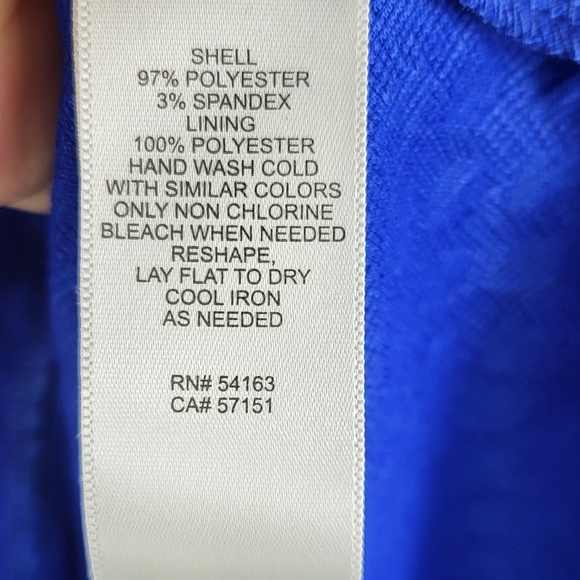 SHELL
97% POLYESTER
3% SPANDEX
LINING
100% POLYESTER
HAND WASH COLD
WITH SIMILAR COLORS
ONLY NON CHLORINE
BLEACH WHEN NEEDED
RESHAPE,
LAY FLAT TO DRY
COOL IRON
AS NEEDED
RN# 54163
CA# 57151